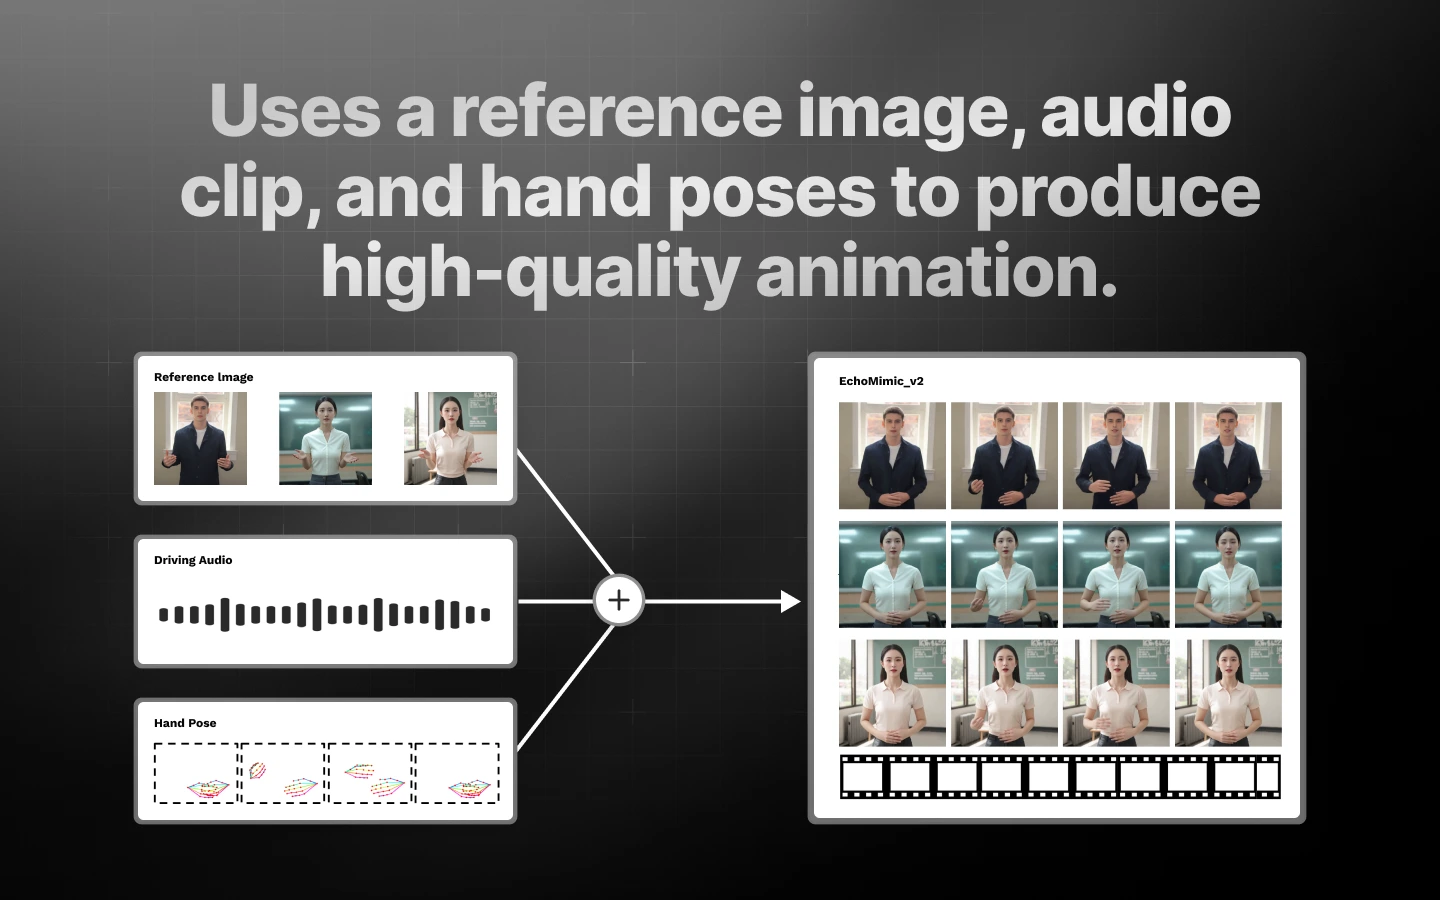 Uses a reference image, audio
clip, and hand poses to produce
high-quality animation.
Reference Image
Driving Audio
Hand Pose
EchoMimic_v2